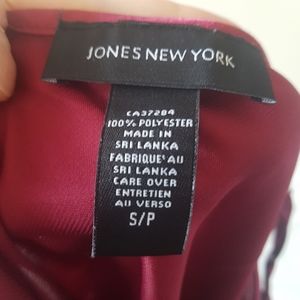 JONES NEW YORK
CA37284
100% POLYESTER
MADE IN
SRI LANKA
FABRIQUÉ AU
SRI LANKA
CARE OVER
ENTRETIEN
AU VERSO
S/P